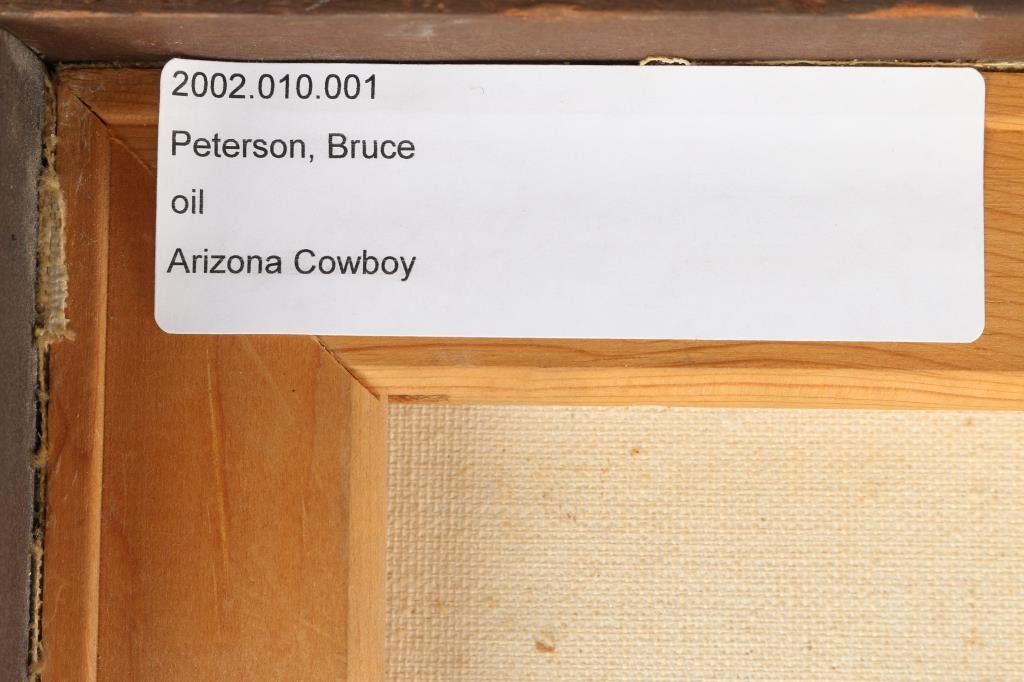 2002.010.001
Peterson, Bruce
oil
Arizona Cowboy